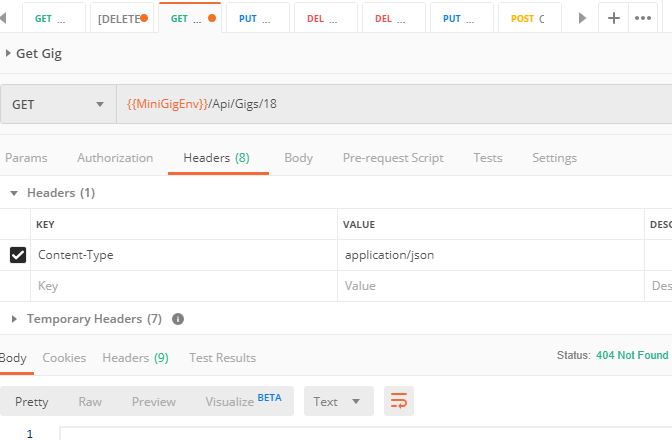 GET ... [DELETE GET ... PUT ... DEL ... DEL ... PUT ... POST C
Get Gig
GET {{MiniGigEnv}}/Api/Gigs/18
Params Authorization Headers (8) Body Pre-request Script Tests Settings
Headers (1)
KEY VALUE DESC
Content-Type application/json
Key Value Des
Temporary Headers (7)
Body Cookies Headers (9) Test Results Status: 404 Not Found
Pretty Raw Preview Visualize BETA Text
1